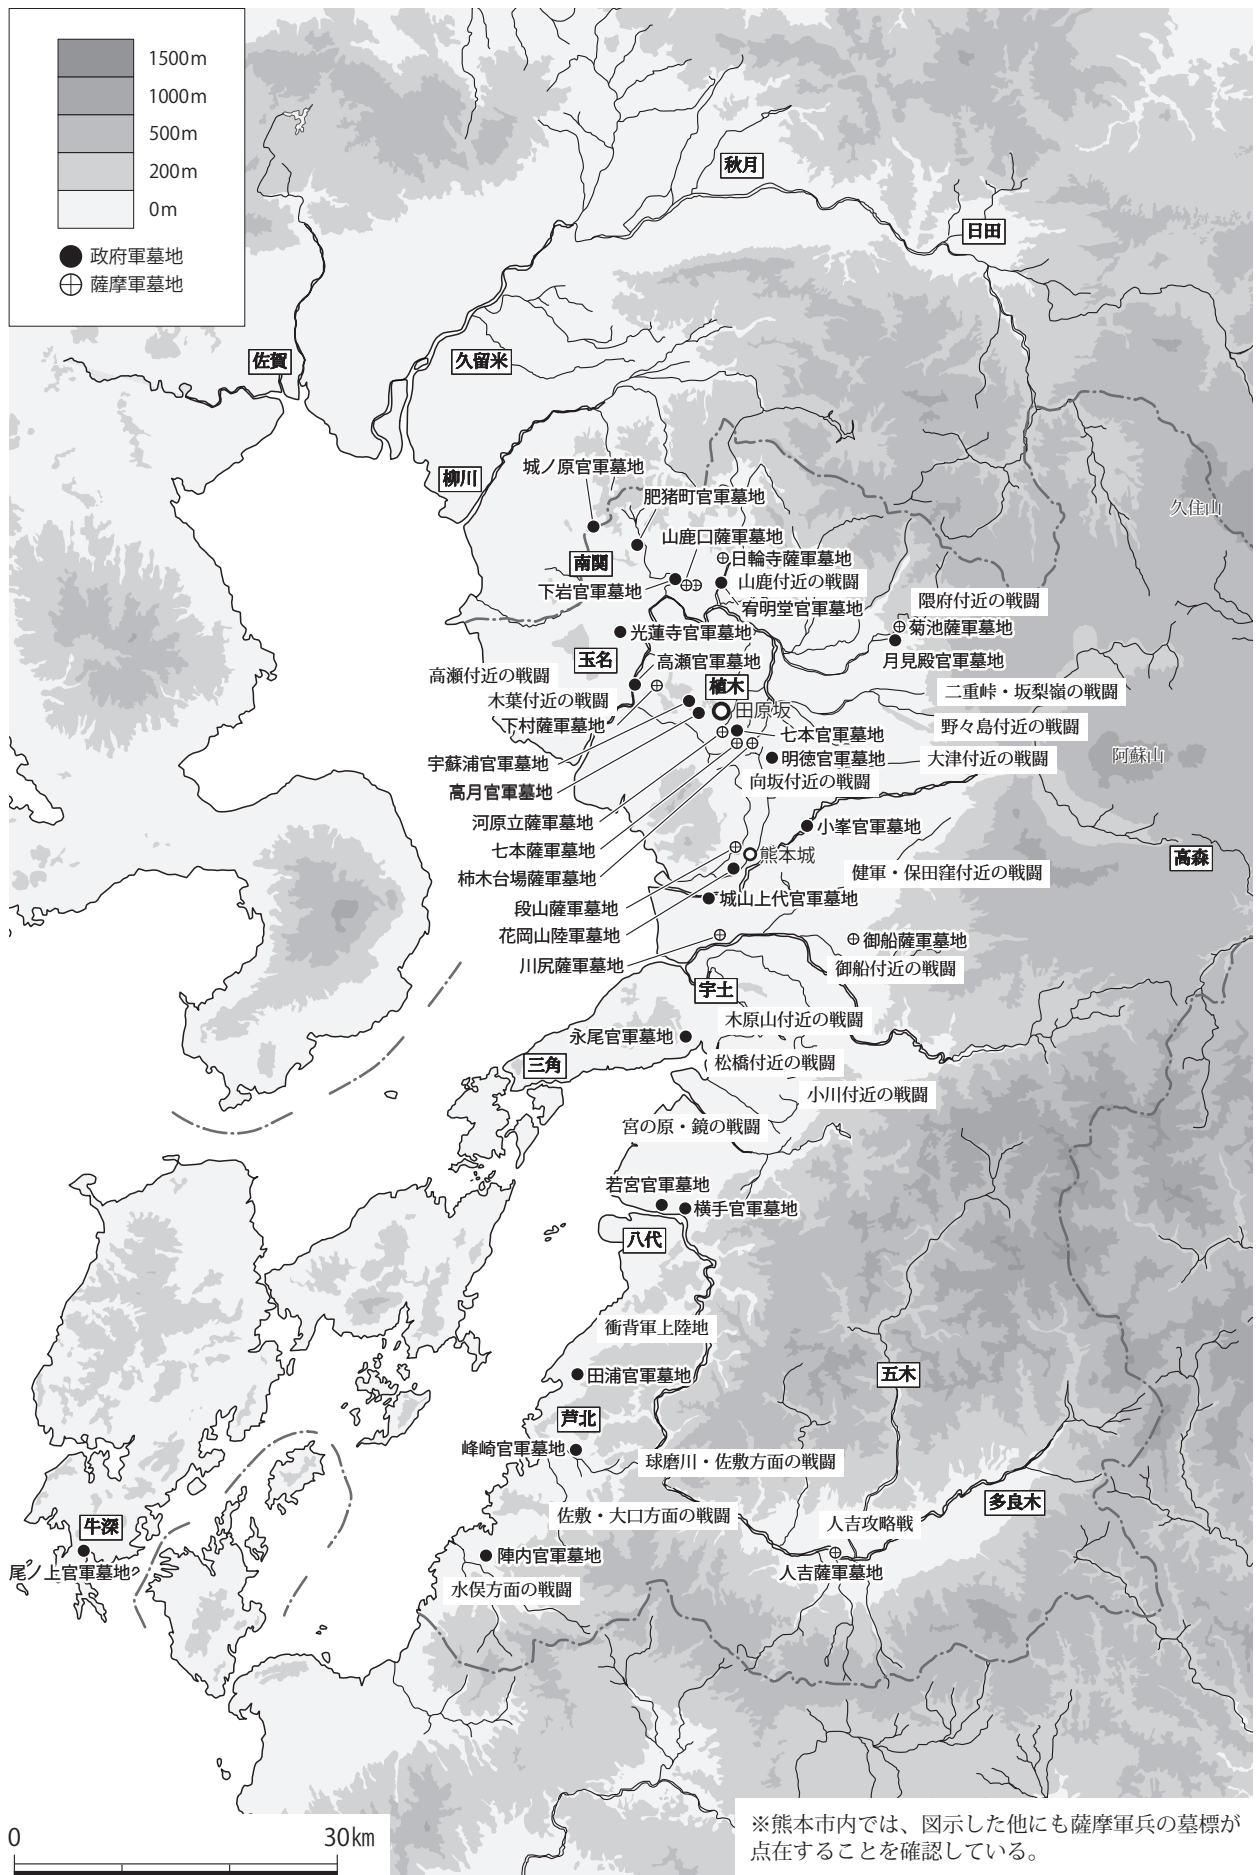 1500m
1000m
500m
200m
0m
政府軍墓地
薩摩軍墓地
秋月
日田
佐賀
久留米
柳川
城ノ原官軍墓地
肥猪町官軍墓地
久住山
山鹿口薩軍墓地
日輪寺薩軍墓地
南関
山鹿付近の戦闘
下岩官軍墓地
宥明堂官軍墓地
隈府付近の戦闘
菊池薩軍墓地
光蓮寺官軍墓地
月見殿官軍墓地
玉名
高瀬官軍墓地
高瀬付近の戦闘
植木
二重峠・坂梨嶺の戦闘
木葉付近の戦闘
田原坂
下村薩軍墓地
野々島付近の戦闘
七本官軍墓地
宇蘇浦官軍墓地
明徳官軍墓地
大津付近の戦闘
阿蘇山
向坂付近の戦闘
高月官軍墓地
河原立薩軍墓地
小峯官軍墓地
七本薩軍墓地
熊本城
高森
柿木台場薩軍墓地
健軍・保田窪付近の戦闘
段山薩軍墓地
城山上代官軍墓地
花岡山陸軍墓地
御船薩軍墓地
川尻薩軍墓地
御船付近の戦闘
宇土
木原山付近の戦闘
永尾官軍墓地
三角
松橋付近の戦闘
小川付近の戦闘
宮の原・鏡の戦闘
若宮官軍墓地
横手官軍墓地
八代
衝背軍上陸地
田浦官軍墓地
五木
芦北
峰崎官軍墓地
球磨川・佐敷方面の戦闘
多良木
佐敷・大口方面の戦闘
人吉攻略戦
牛深
陣内官軍墓地
尾ノ上官軍墓地?
人吉薩軍墓地
水俣方面の戦闘
※熊本市内では、図示した他にも薩摩軍兵の墓標が
点在することを確認している。
0 30km